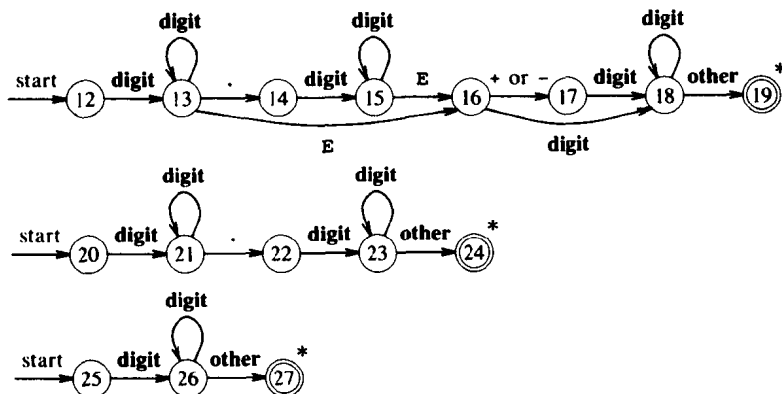 digit digit digit
start digit . digit E + or − digit other *
12 13 14 15 16 17 18 19
E digit
digit digit
start digit . digit other *
20 21 22 23 24
digit
start digit other *
25 26 27